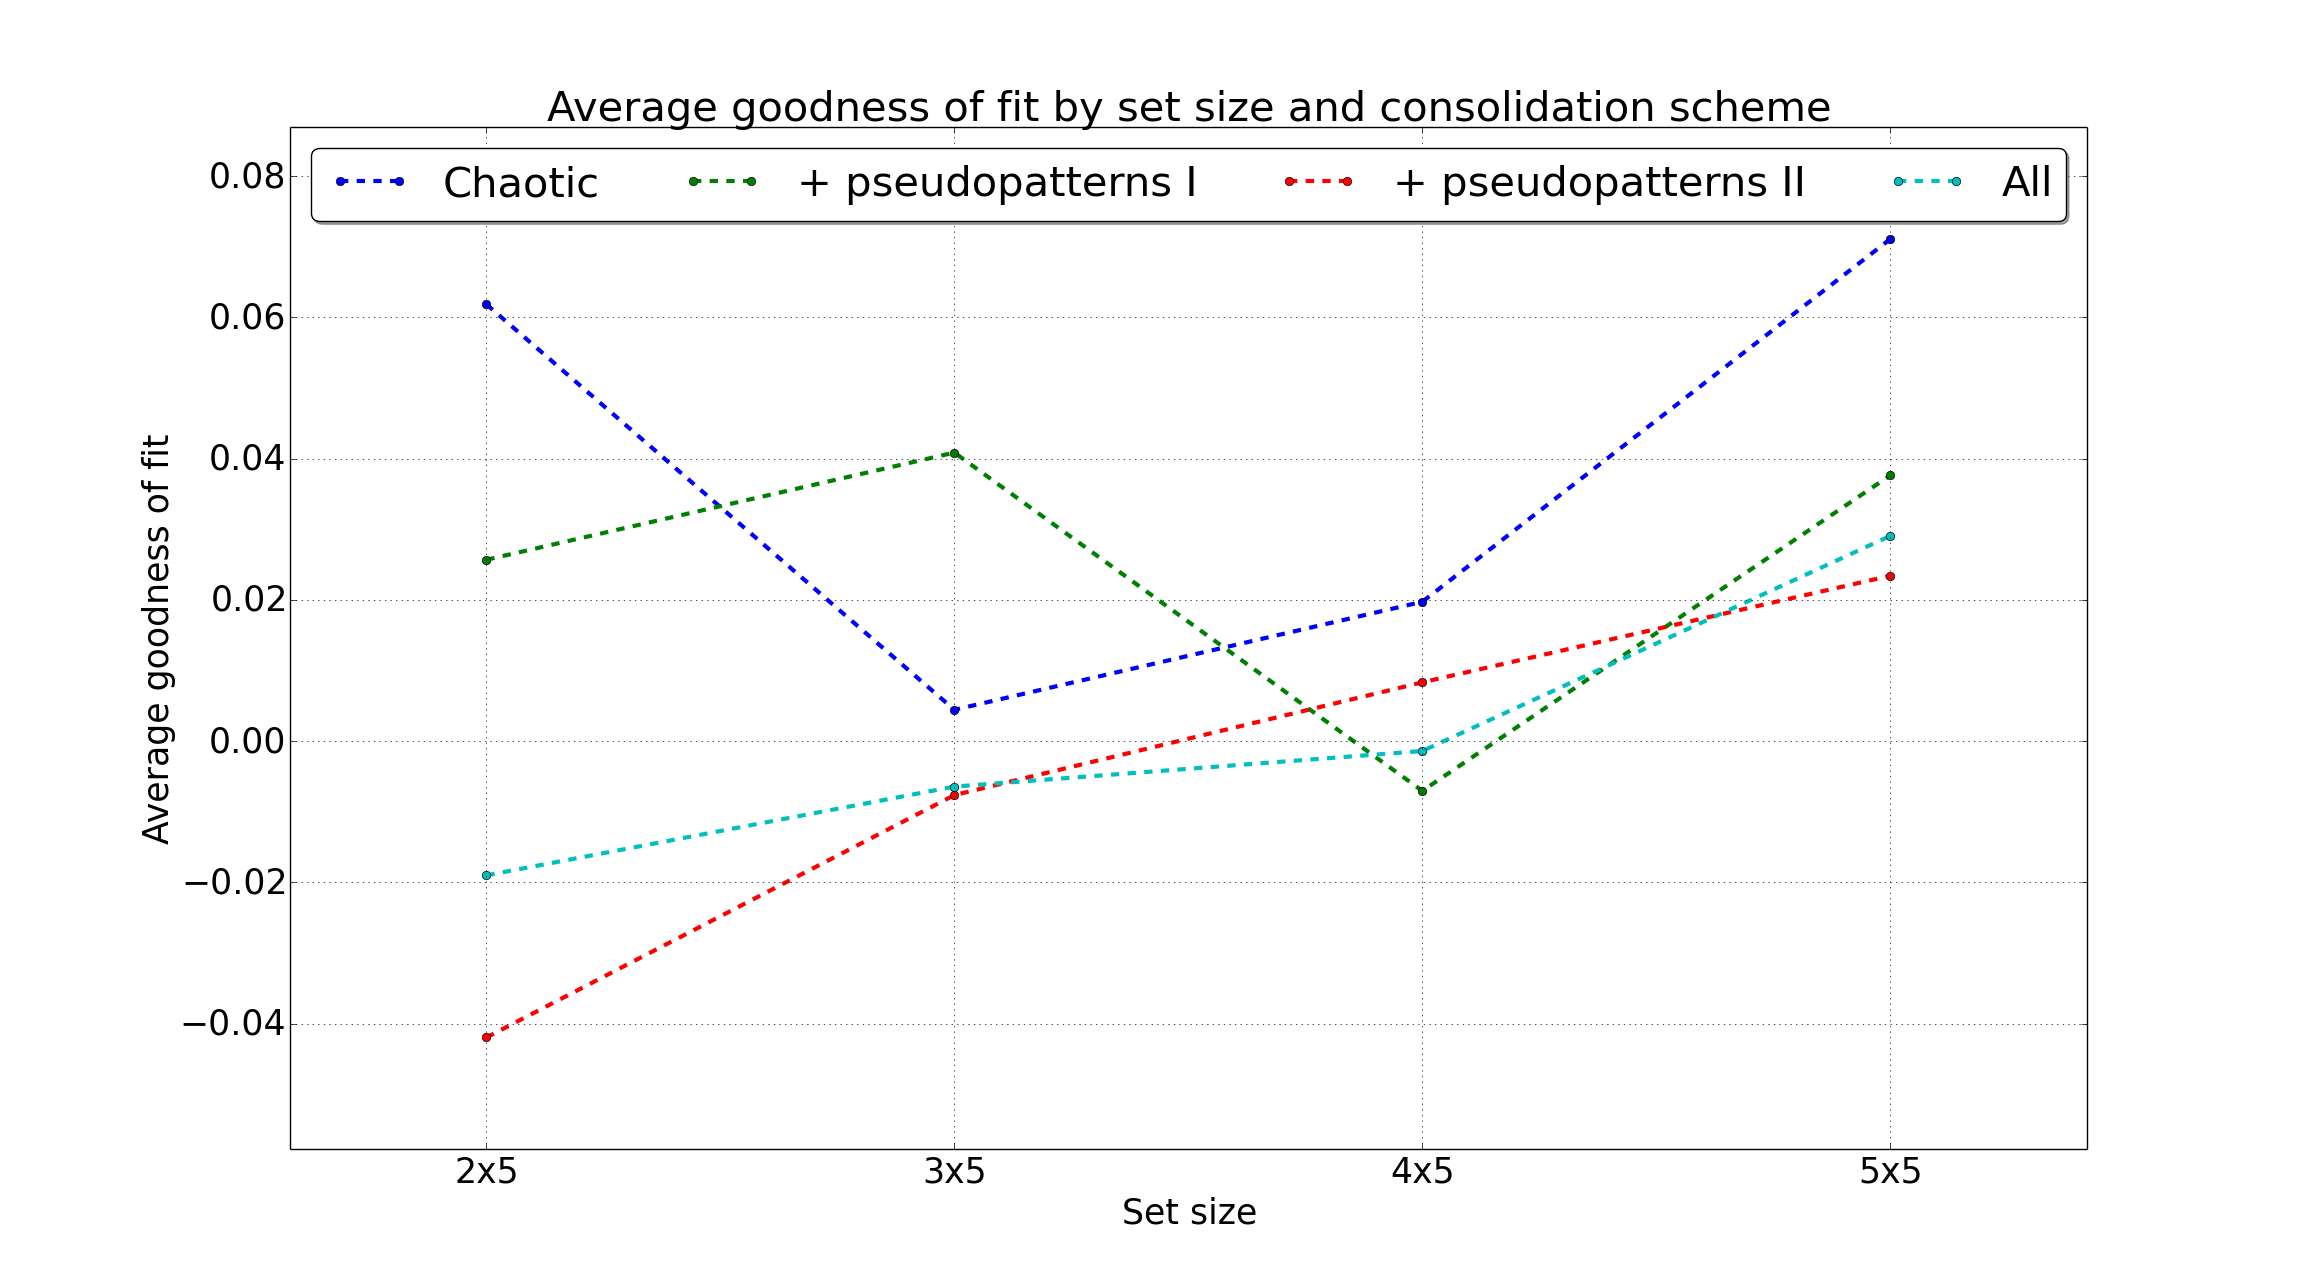 Average goodness of fit by set size and consolidation scheme
Chaotic + pseudopatterns I + pseudopatterns II All
0.08
0.06
0.04
0.02
0.00
−0.02
−0.04
Average goodness of fit
2x5 3x5 4x5 5x5
Set size